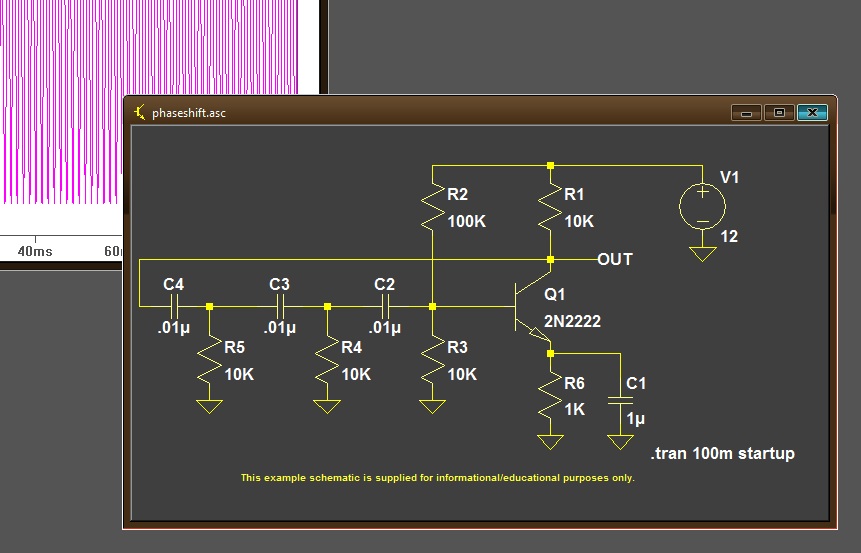 phaseshift.asc
V1
R2
R1
100K
10K
12
OUT
C4
C3
C2
Q1
.01µ
.01µ
.01µ
2N2222
R5
R4
R3
10K
10K
10K
R6
C1
1K
1µ
.tran 100m startup
This example schematic is supplied for informational/educational purposes only.
40ms